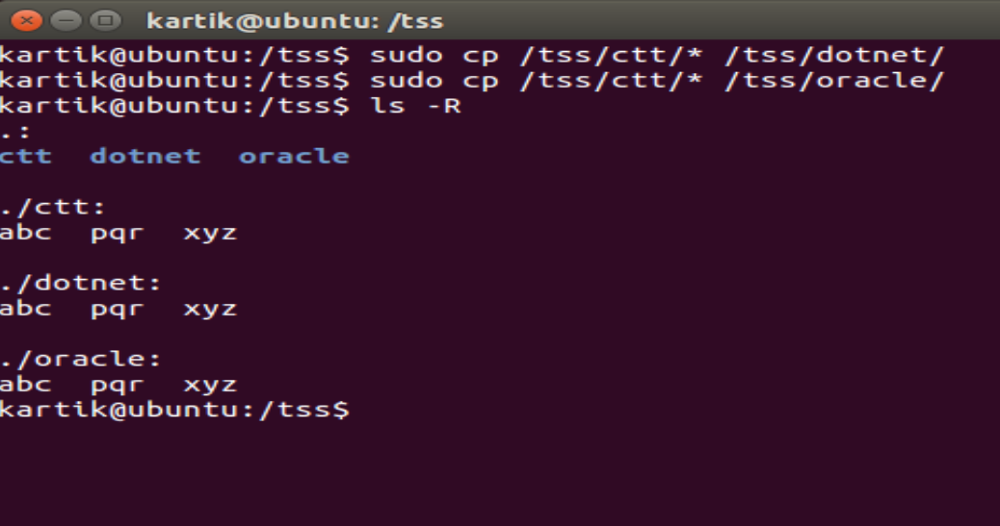 kartik@ubuntu: /tss
kartik@ubuntu:/tss$ sudo cp /tss/ctt/* /tss/dotnet/
kartik@ubuntu:/tss$ sudo cp /tss/ctt/* /tss/oracle/
kartik@ubuntu:/tss$ ls -R
.:
ctt  dotnet  oracle

./ctt:
abc  pqr  xyz

./dotnet:
abc  pqr  xyz

./oracle:
abc  pqr  xyz
kartik@ubuntu:/tss$